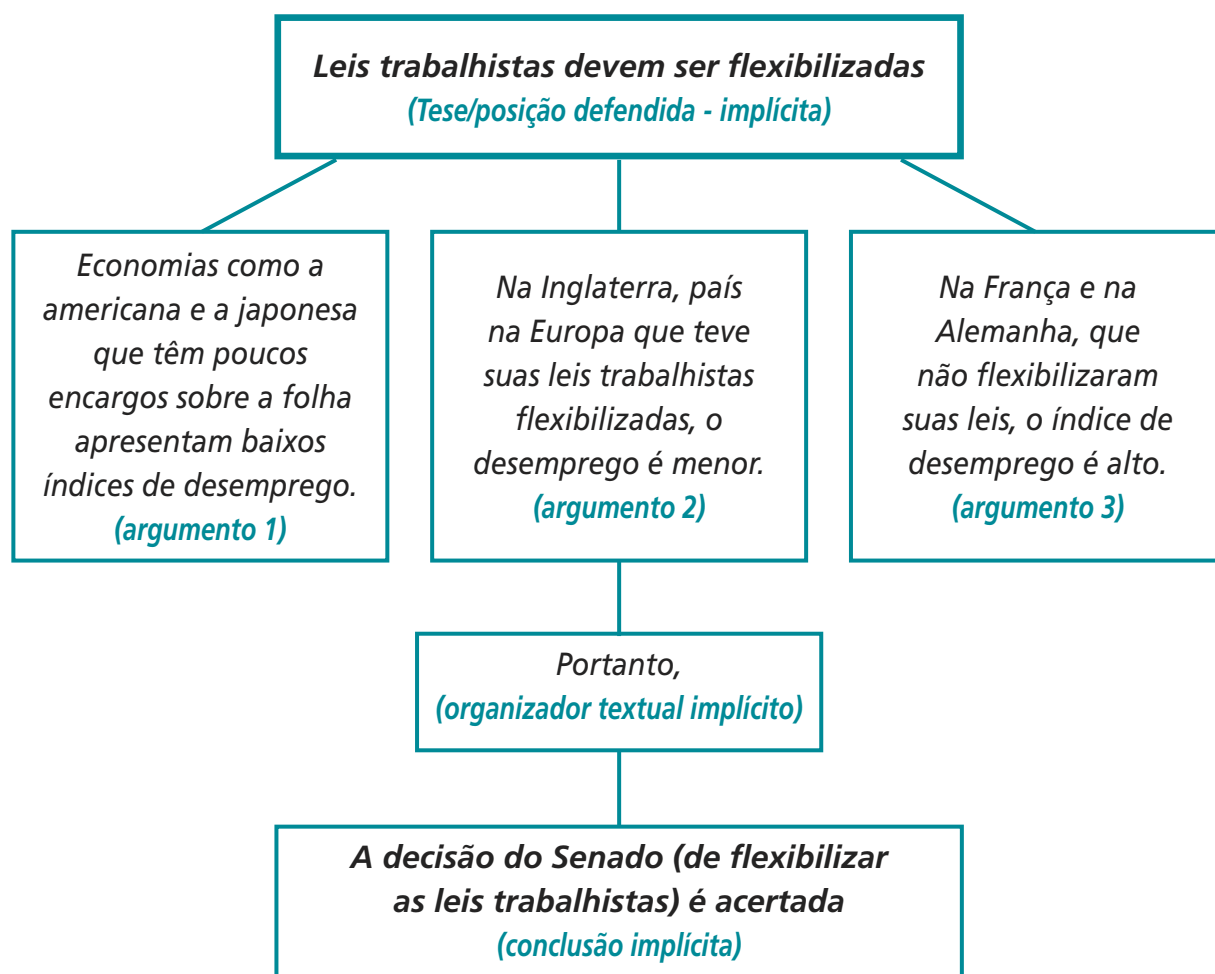 Leis trabalhistas devem ser flexibilizadas
(Tese/posição defendida - implícita)
Economias como a
americana e a japonesa
que têm poucos
encargos sobre a folha
apresentam baixos
índices de desemprego.
(argumento 1)
Na Inglaterra, país
na Europa que teve
suas leis trabalhistas
flexibilizadas, o
desemprego é menor.
(argumento 2)
Na França e na
Alemanha, que
não flexibilizaram
suas leis, o índice de
desemprego é alto.
(argumento 3)
Portanto,
(organizador textual implícito)
A decisão do Senado (de flexibilizar
as leis trabalhistas) é acertada
(conclusão implícita)